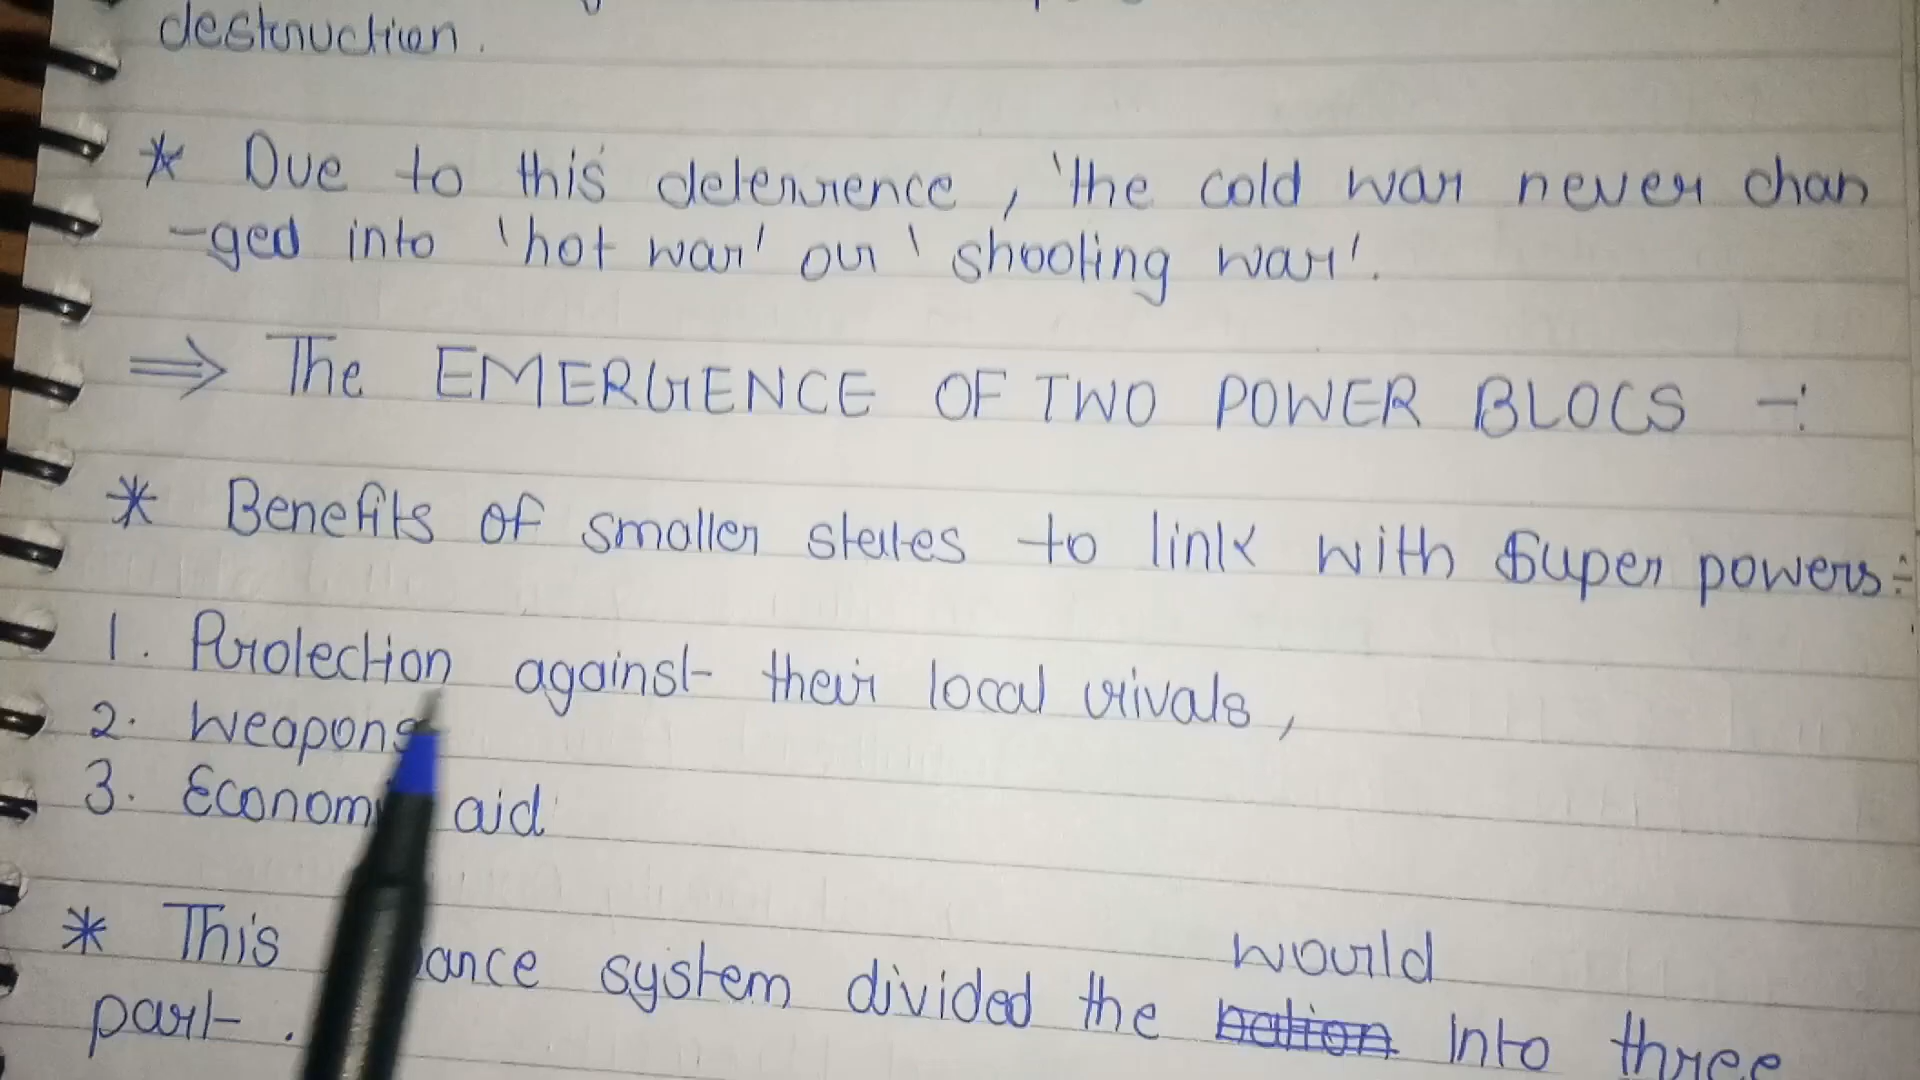 destruction.
* Due to this deterrence, 'the cold war never chan
-ged into 'hot war' or 'shooting war'.
⇒ The EMERGENCE OF TWO POWER BLOCS -:
* Benefits of smaller states to link with Super powers:-
1. Protection against their local rivals,
2. Weapons
3. Econom aid
* This ance system divided the world into three
part.